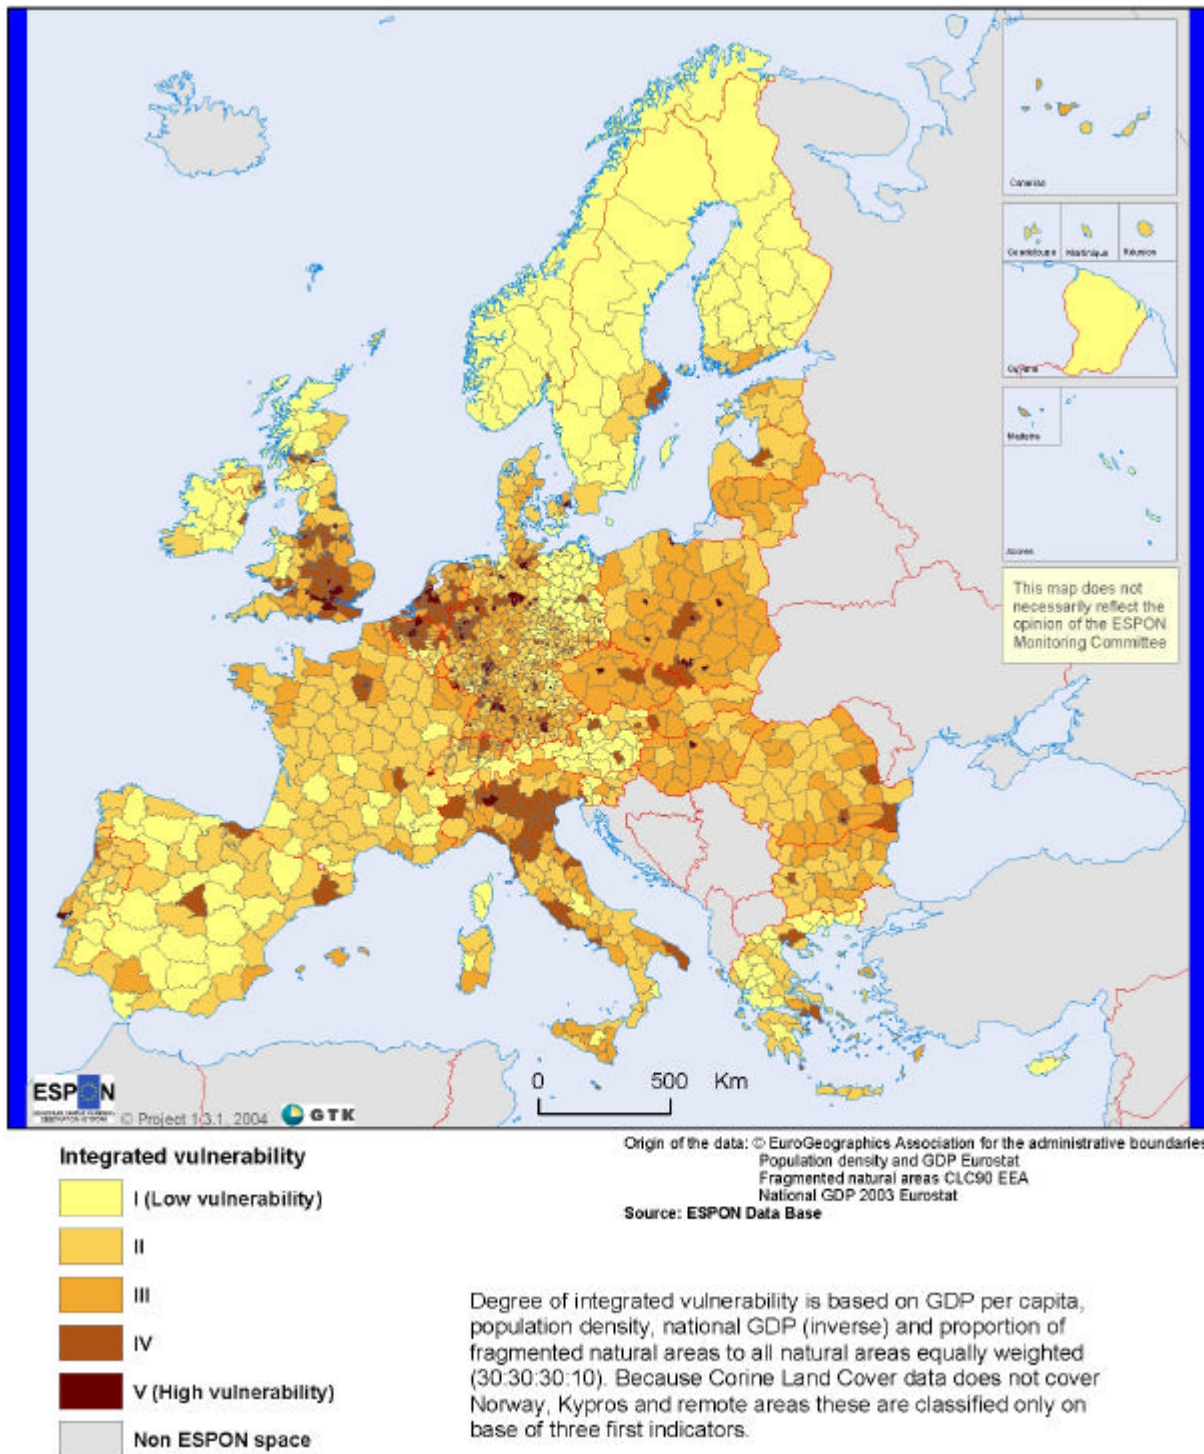 Canarias
Guadeloupe
Martinique
Réunion
Guyane
Madeira
Azores
This map does not
necessarily reflect the
opinion of the ESPON
Monitoring Committee
ESPON
© Project 1.3.1, 2004
GTK
0 500 Km
Origin of the data: © EuroGeographics Association for the administrative boundaries
Population density and GDP Eurostat
Fragmented natural areas CLC90 EEA
National GDP 2003 Eurostat
Source: ESPON Data Base
Integrated vulnerability
I (Low vulnerability)
II
III
IV
V (High vulnerability)
Non ESPON space
Degree of integrated vulnerability is based on GDP per capita,
population density, national GDP (inverse) and proportion of
fragmented natural areas to all natural areas equally weighted
(30:30:30:10). Because Corine Land Cover data does not cover
Norway, Kypros and remote areas these are classified only on
base of three first indicators.